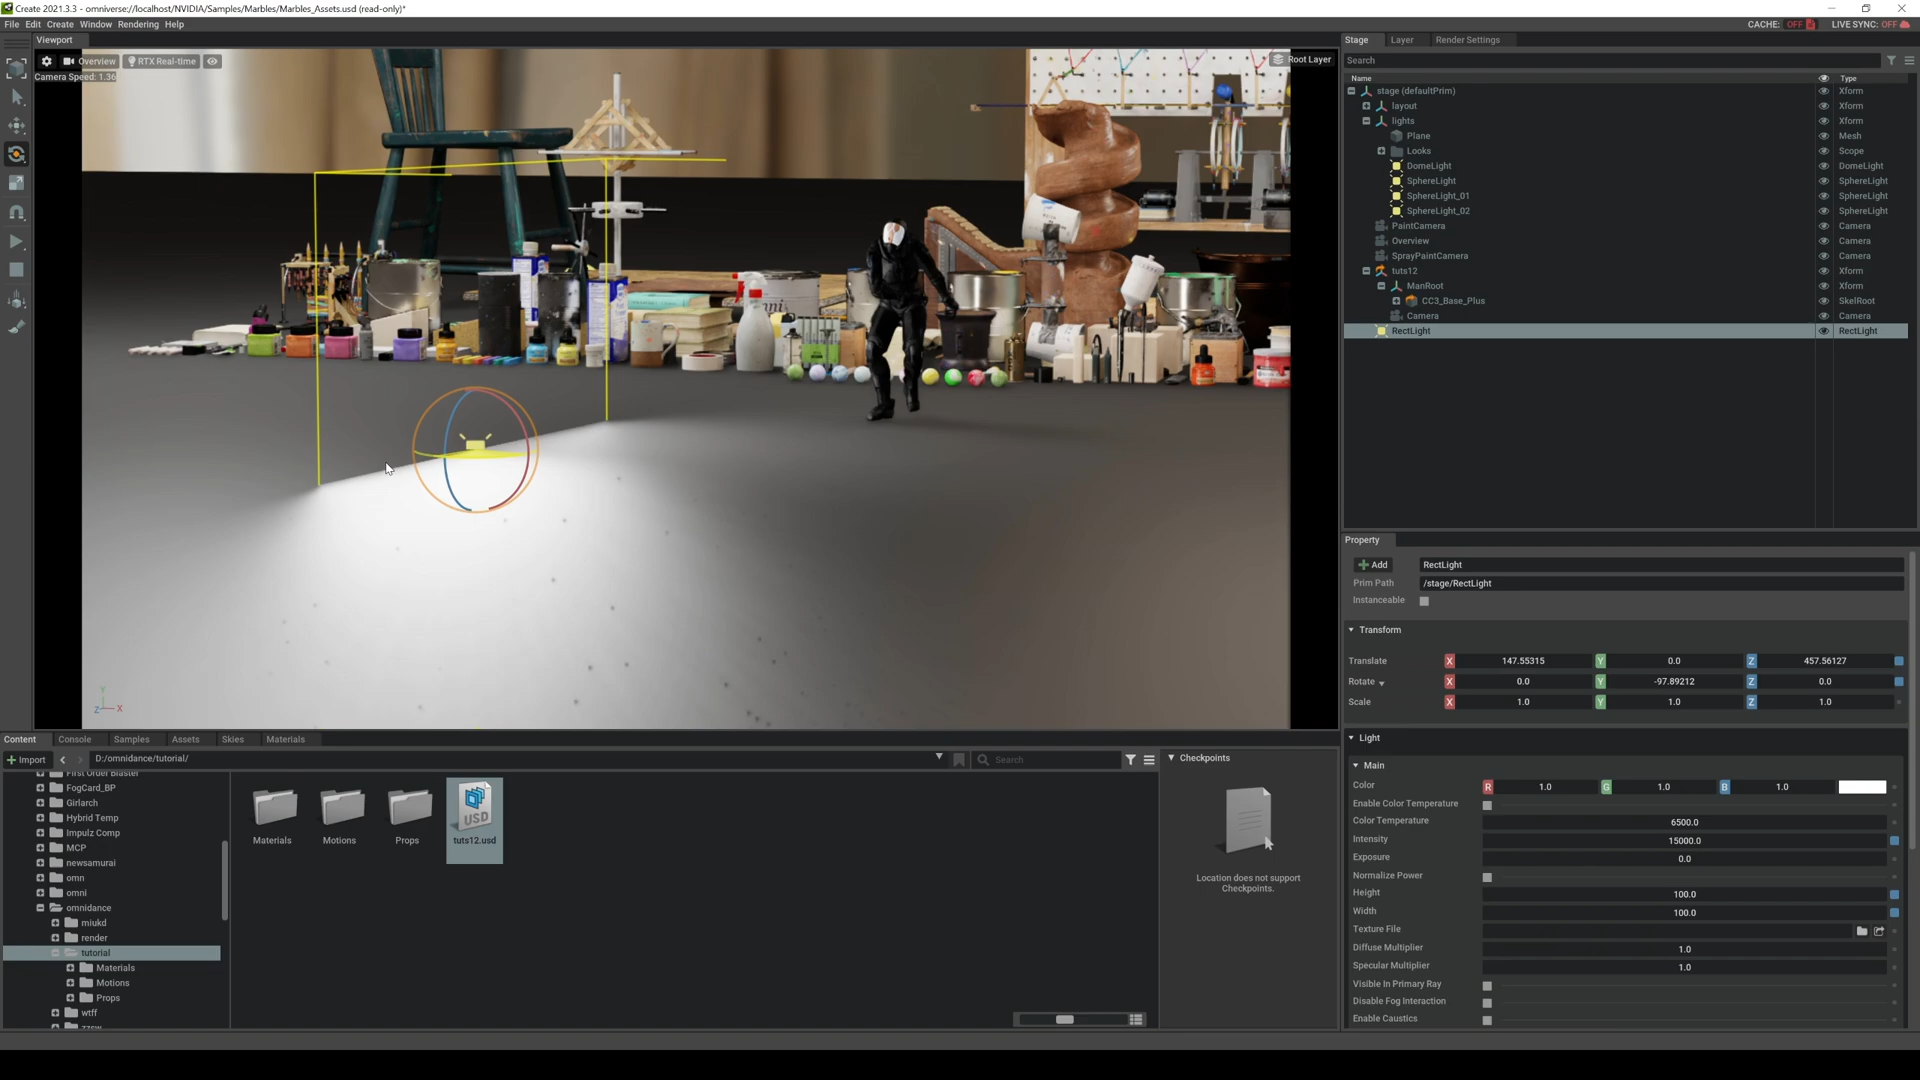 Create 2021.3.3 - omniverse://localhost/NVIDIA/Samples/Marbles/Marbles_Assets.usd (read-only)*
File Edit Create Window Rendering Help
CACHE: OFF LIVE SYNC: OFF
Viewport
Overview RTX Real-time
Camera Speed: 1.36
Root Layer
Z X
Y
Stage Layer Render Settings
Search
Name Type
stage (defaultPrim) Xform
layout Xform
lights Xform
Plane Mesh
Looks Scope
DomeLight DomeLight
SphereLight SphereLight
SphereLight_01 SphereLight
SphereLight_02 SphereLight
PaintCamera Camera
Overview Camera
SprayPaintCamera Camera
tuts12 Xform
ManRoot Xform
CC3_Base_Plus SkelRoot
Camera Camera
RectLight RectLight
Property
Add RectLight
Prim Path /stage/RectLight
Instanceable
Transform
Translate X 147.55315 Y 0.0 Z 457.56127
Rotate X 0.0 Y -97.89212 Z 0.0
Scale X 1.0 Y 1.0 Z 1.0
Light
Main
Color R 1.0 G 1.0 B 1.0
Enable Color Temperature
Color Temperature 6500.0
Intensity 15000.0
Exposure 0.0
Normalize Power
Height 100.0
Width 100.0
Texture File
Diffuse Multiplier 1.0
Specular Multiplier 1.0
Visible In Primary Ray
Disable Fog Interaction
Enable Caustics
Content Console Samples Assets Skies Materials
Import D:/omnidance/tutorial/ Search
First Order Blaster
FogCard_BP
Girlarch
Hybrid Temp
Impulz Comp
MCP
newsamurai
omn
omni
omnidance
miukd
render
tutorial
Materials
Motions
Props
wtff
Materials Motions Props tuts12.usd
USD
Checkpoints
Location does not support
Checkpoints.